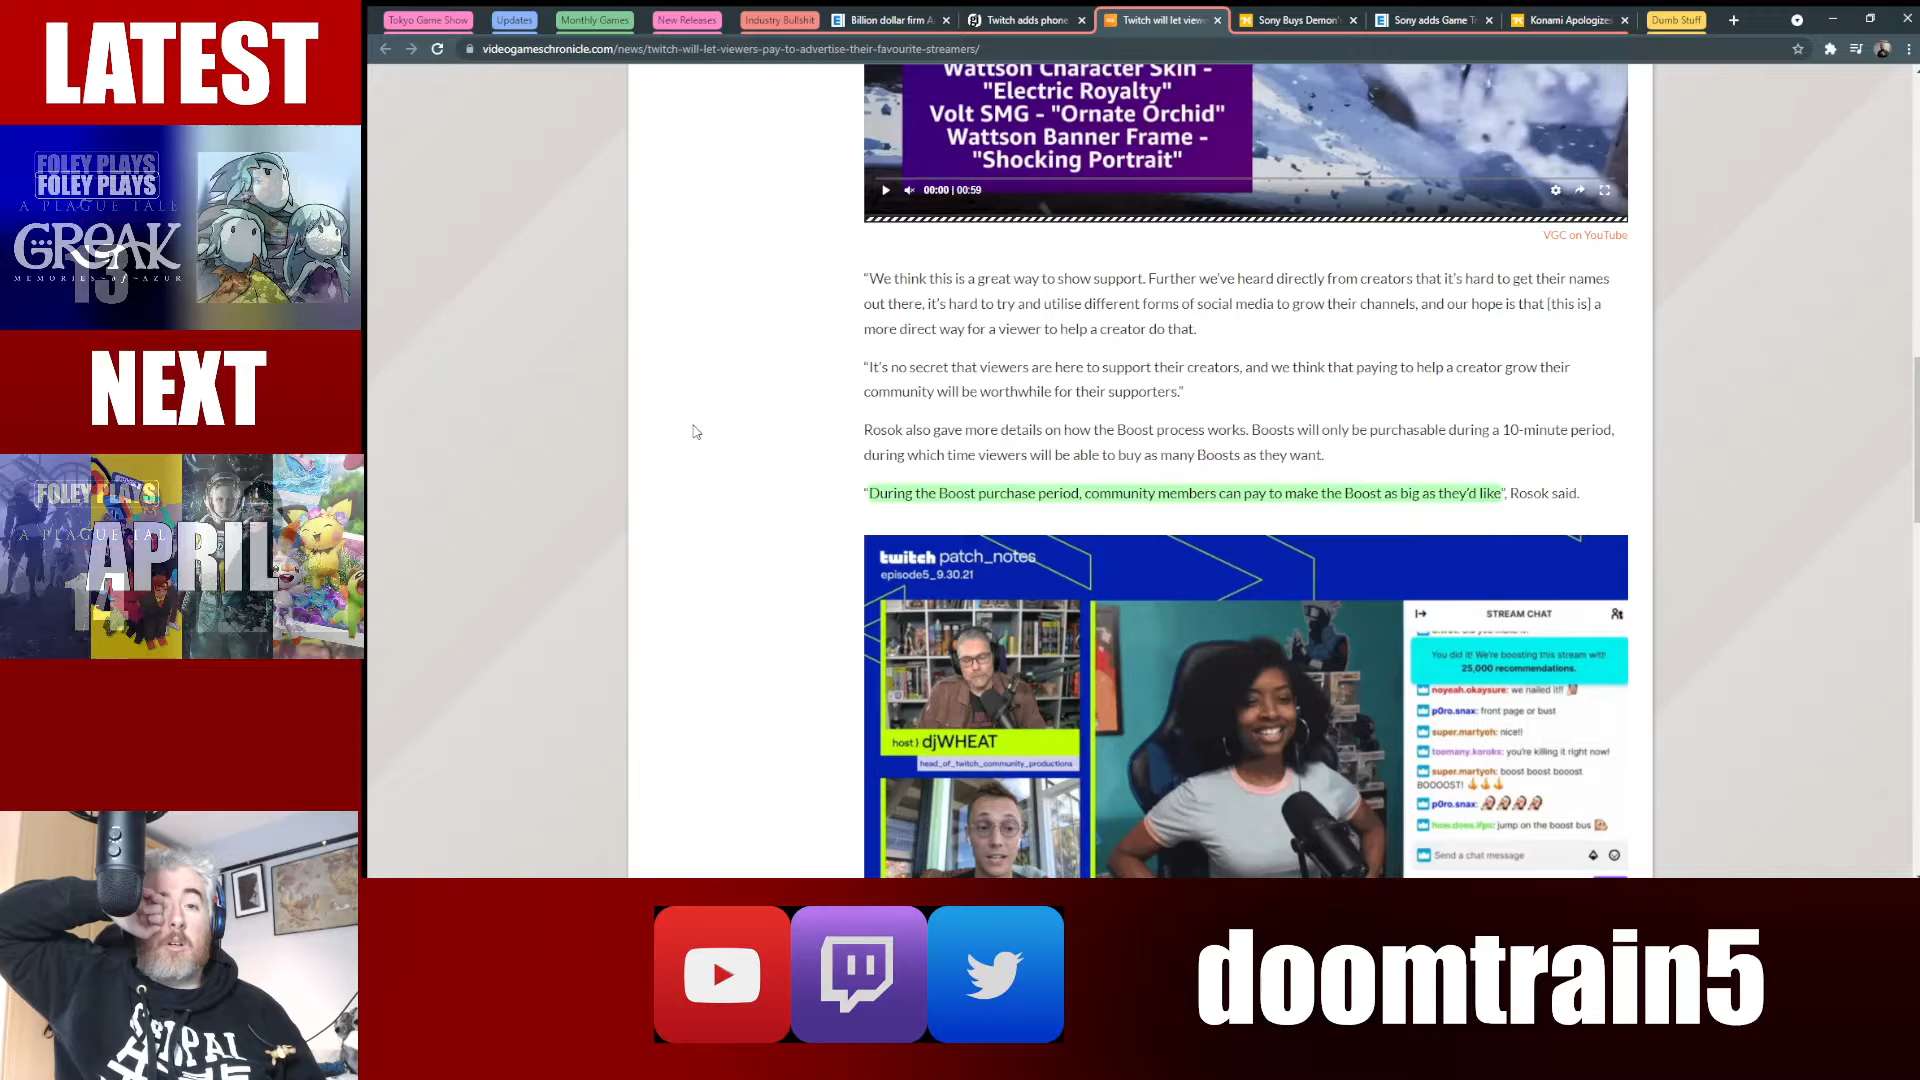 LATEST
FOLEY PLAYS
FOLEY PLAYS
A PLAGUE TALE
GREAK
MEMORIES of AZUR
13
NEXT
FOLEY PLAYS
APRIL
14
Tokyo Game Show
Updates
Monthly Games
New Releases
Industry Bullshit
Billion dollar firm
Twitch adds phone
Twitch will let view
Sony Buys Demon'
Sony adds Game
Konami Apologize
Dumb Stuff
videogameschronicle.com/news/twitch-will-let-viewers-pay-to-advertise-their-favourite-streamers/
Wattson Character Skin -
"Electric Royalty"
Volt SMG - "Ornate Orchid"
Wattson Banner Frame -
"Shocking Portrait"
00:00 | 00:59
VGC on YouTube
“We think this is a great way to show support. Further we’ve heard directly from creators that it’s hard to get their names
out there, it’s hard to try and utilise different forms of social media to grow their channels, and our hope is that [this is] a
more direct way for a viewer to help a creator do that.
“It’s no secret that viewers are here to support their creators, and we think that paying to help a creator grow their
community will be worthwhile for their supporters.”
Rosok also gave more details on how the Boost process works. Boosts will only be purchasable during a 10-minute period,
during which time viewers will be able to buy as many Boosts as they want.
“During the Boost purchase period, community members can pay to make the Boost as big as they’d like”, Rosok said.
twitch patch_notes
episode5_9.30.21
host } djWHEAT
head_of_twitch_community_productions
STREAM CHAT
You did it! We're boosting this stream with
25,000 recommendations.
noyeah.okaysure: we nailed it!!
p0ro.snax: front page or bust
super.martyoh: nice!!
toomany.koroks: you're killing it right now!
super.martyoh: boost boost booost
BOOOST!
p0ro.snax:
jump on the boost bus
Send a chat message
doomtrain5